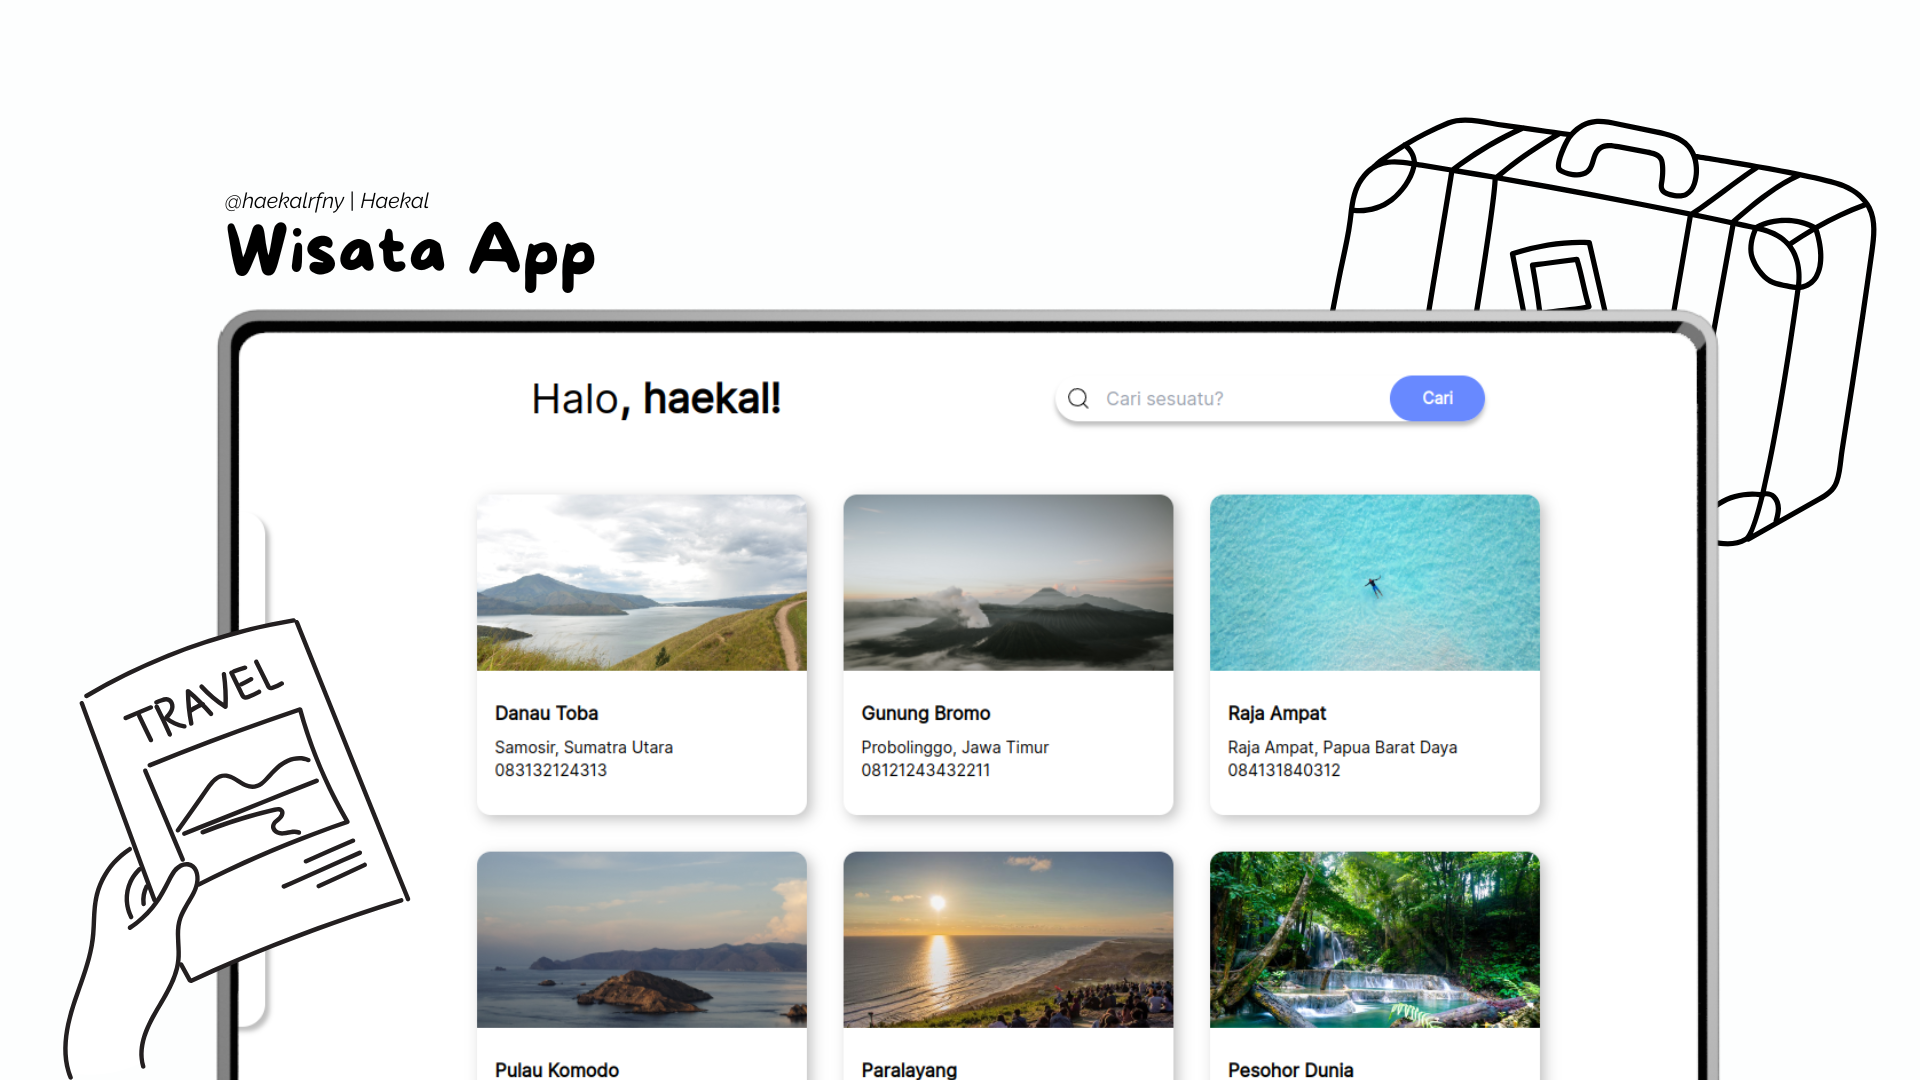 @haekalrfny | Haekal
Wisata App
Halo, haekal!
Cari sesuatu?
Cari
Danau Toba
Samosir, Sumatra Utara
083132124313
Gunung Bromo
Probolinggo, Jawa Timur
08121243432211
Raja Ampat
Raja Ampat, Papua Barat Daya
084131840312
TRAVEL
Pulau Komodo
Paralayang
Pesohor Dunia